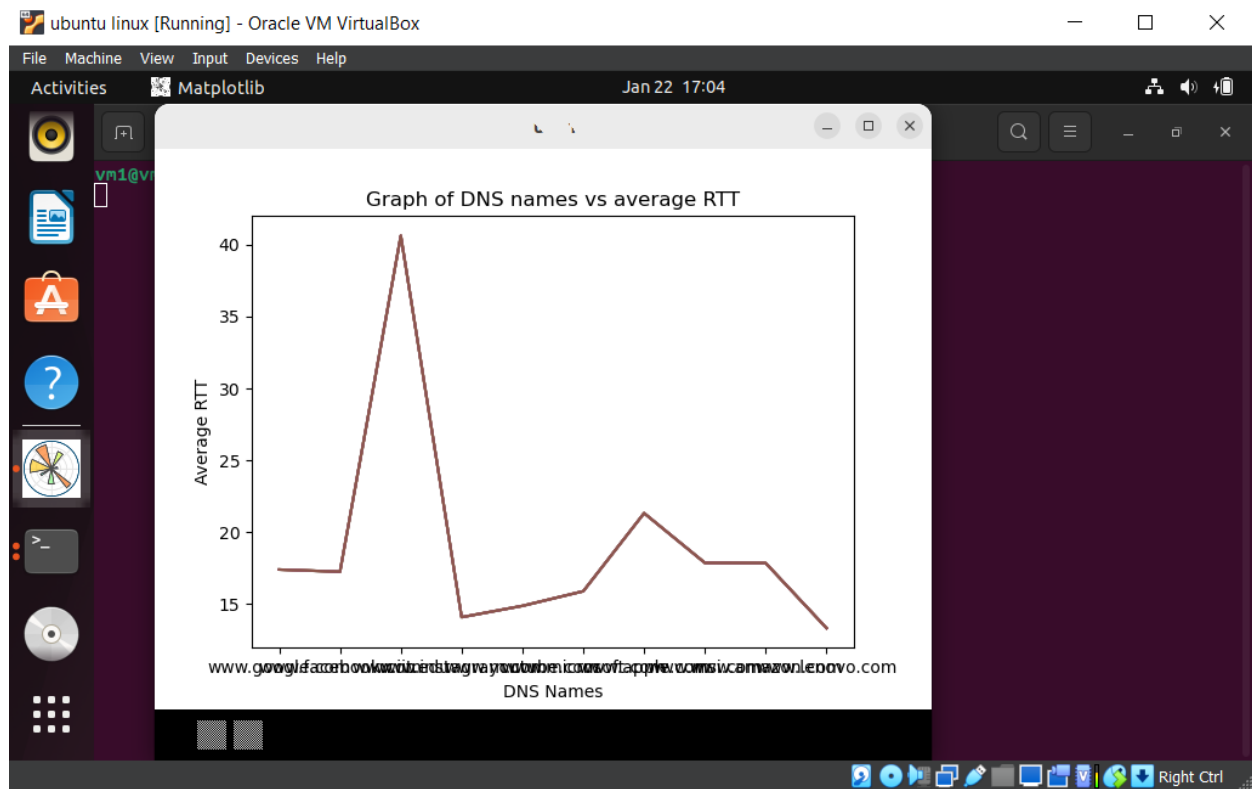 ubuntu linux [Running] - Oracle VM VirtualBox
File Machine View Input Devices Help
Activities Matplotlib Jan 22 17:04
vm1@vm
Graph of DNS names vs average RTT
40
35
30
25
20
15
Average RTT
DNS Names
Right Ctrl